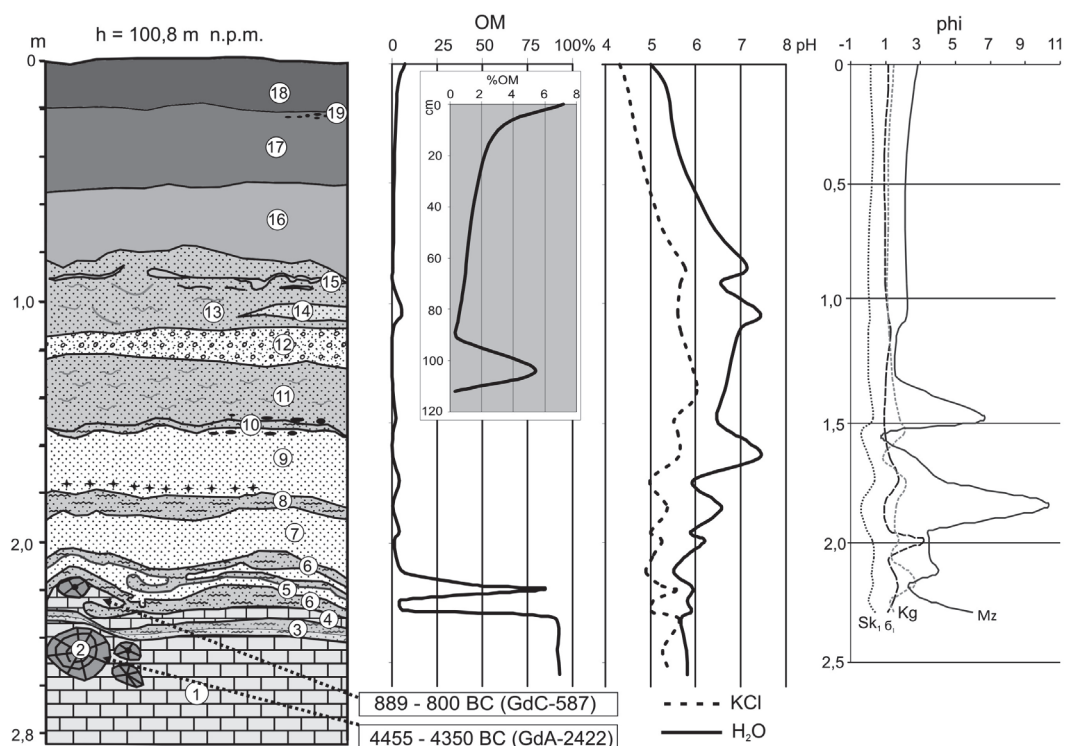 h = 100,8 m n.p.m.
m
0
1,0
2,0
2,8
18
19
17
16
15
13
14
12
11
10
9
8
7
6
5
6
4
3
2
1
OM
0 25 50 75 100%
%OM
0 2 4 6 8
cm
0
20
40
60
80
100
120
4 5 6 7 8 pH
phi
-1 1 3 5 7 9 11
0
0,5
1,0
1,5
2,0
2,5
Sk₁ б₁ Kg Mz
889 - 800 BC (GdC-587)
4455 - 4350 BC (GdA-2422)
KCl
H₂O